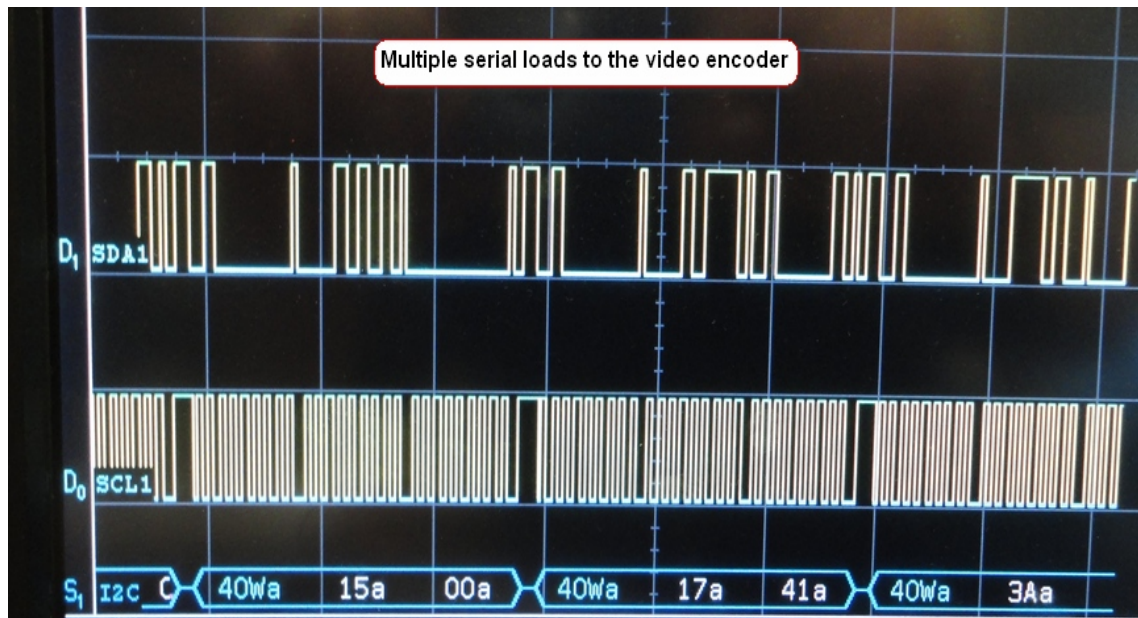 Multiple serial loads to the video encoder
D1 SDA1
D0 SCL1
S1 I2C C 40Wa 15a 00a 40Wa 17a 41a 40Wa 3Aa